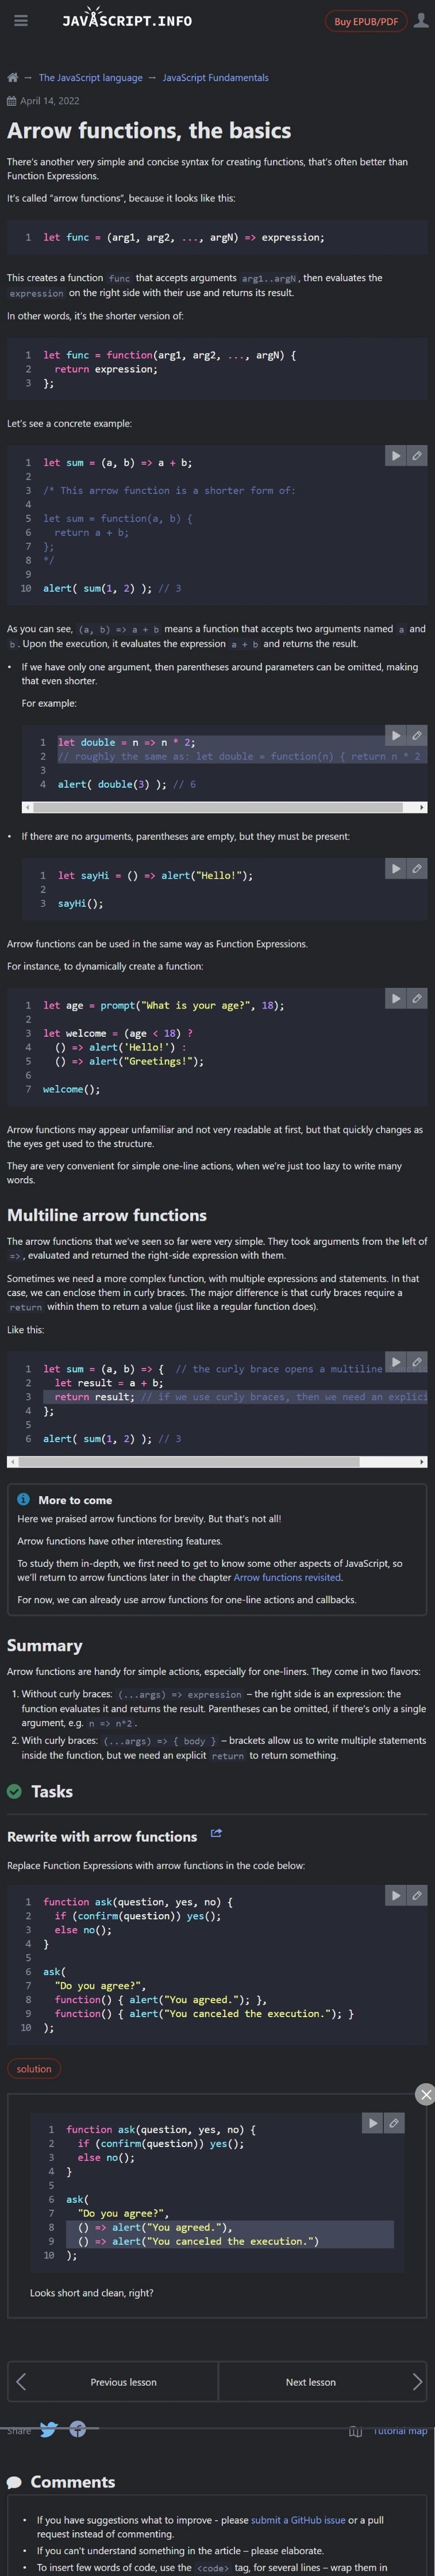 JAVASCRIPT.INFO
Buy EPUB/PDF
→ The JavaScript language → JavaScript Fundamentals
April 14, 2022
Arrow functions, the basics
There's another very simple and concise syntax for creating functions, that's often better than
Function Expressions.
It's called “arrow functions”, because it looks like this:
1 let func = (arg1, arg2, ..., argN) => expression;
This creates a function func that accepts arguments arg1..argN, then evaluates the
expression on the right side with their use and returns its result.
In other words, it's the shorter version of:
1 let func = function(arg1, arg2, ..., argN) {
2   return expression;
3 };
Let's see a concrete example:
1 let sum = (a, b) => a + b;
2
3 /* This arrow function is a shorter form of:
4
5 let sum = function(a, b) {
6   return a + b;
7 };
8 */
9
10 alert( sum(1, 2) ); // 3
As you can see, (a, b) => a + b means a function that accepts two arguments named a and
b. Upon the execution, it evaluates the expression a + b and returns the result.
• If we have only one argument, then parentheses around parameters can be omitted, making
that even shorter.
For example:
1 let double = n => n * 2;
2 // roughly the same as: let double = function(n) { return n * 2
3
4 alert( double(3) ); // 6
• If there are no arguments, parentheses are empty, but they must be present:
1 let sayHi = () => alert("Hello!");
2
3 sayHi();
Arrow functions can be used in the same way as Function Expressions.
For instance, to dynamically create a function:
1 let age = prompt("What is your age?", 18);
2
3 let welcome = (age < 18) ?
4   () => alert('Hello!') :
5   () => alert("Greetings!");
6
7 welcome();
Arrow functions may appear unfamiliar and not very readable at first, but that quickly changes as
the eyes get used to the structure.
They are very convenient for simple one-line actions, when we're just too lazy to write many
words.
Multiline arrow functions
The arrow functions that we've seen so far were very simple. They took arguments from the left of
=>, evaluated and returned the right-side expression with them.
Sometimes we need a more complex function, with multiple expressions and statements. In that
case, we can enclose them in curly braces. The major difference is that curly braces require a
return within them to return a value (just like a regular function does).
Like this:
1 let sum = (a, b) => {  // the curly brace opens a multiline
2   let result = a + b;
3   return result; // if we use curly braces, then we need an explici
4 };
5
6 alert( sum(1, 2) ); // 3
More to come
Here we praised arrow functions for brevity. But that's not all!
Arrow functions have other interesting features.
To study them in-depth, we first need to get to know some other aspects of JavaScript, so
we'll return to arrow functions later in the chapter Arrow functions revisited.
For now, we can already use arrow functions for one-line actions and callbacks.
Summary
Arrow functions are handy for simple actions, especially for one-liners. They come in two flavors:
1. Without curly braces: (...args) => expression – the right side is an expression: the
function evaluates it and returns the result. Parentheses can be omitted, if there's only a single
argument, e.g. n => n*2.
2. With curly braces: (...args) => { body } – brackets allow us to write multiple statements
inside the function, but we need an explicit return to return something.
Tasks
Rewrite with arrow functions
Replace Function Expressions with arrow functions in the code below:
1 function ask(question, yes, no) {
2   if (confirm(question)) yes();
3   else no();
4 }
5
6 ask(
7   "Do you agree?",
8   function() { alert("You agreed."); },
9   function() { alert("You canceled the execution."); }
10 );
solution
1 function ask(question, yes, no) {
2   if (confirm(question)) yes();
3   else no();
4 }
5
6 ask(
7   "Do you agree?",
8   () => alert("You agreed."),
9   () => alert("You canceled the execution.")
10 );
Looks short and clean, right?
Previous lesson
Next lesson
Share
Tutorial map
Comments
• If you have suggestions what to improve - please submit a GitHub issue or a pull
request instead of commenting.
• If you can't understand something in the article – please elaborate.
• To insert few words of code, use the <code> tag, for several lines – wrap them in